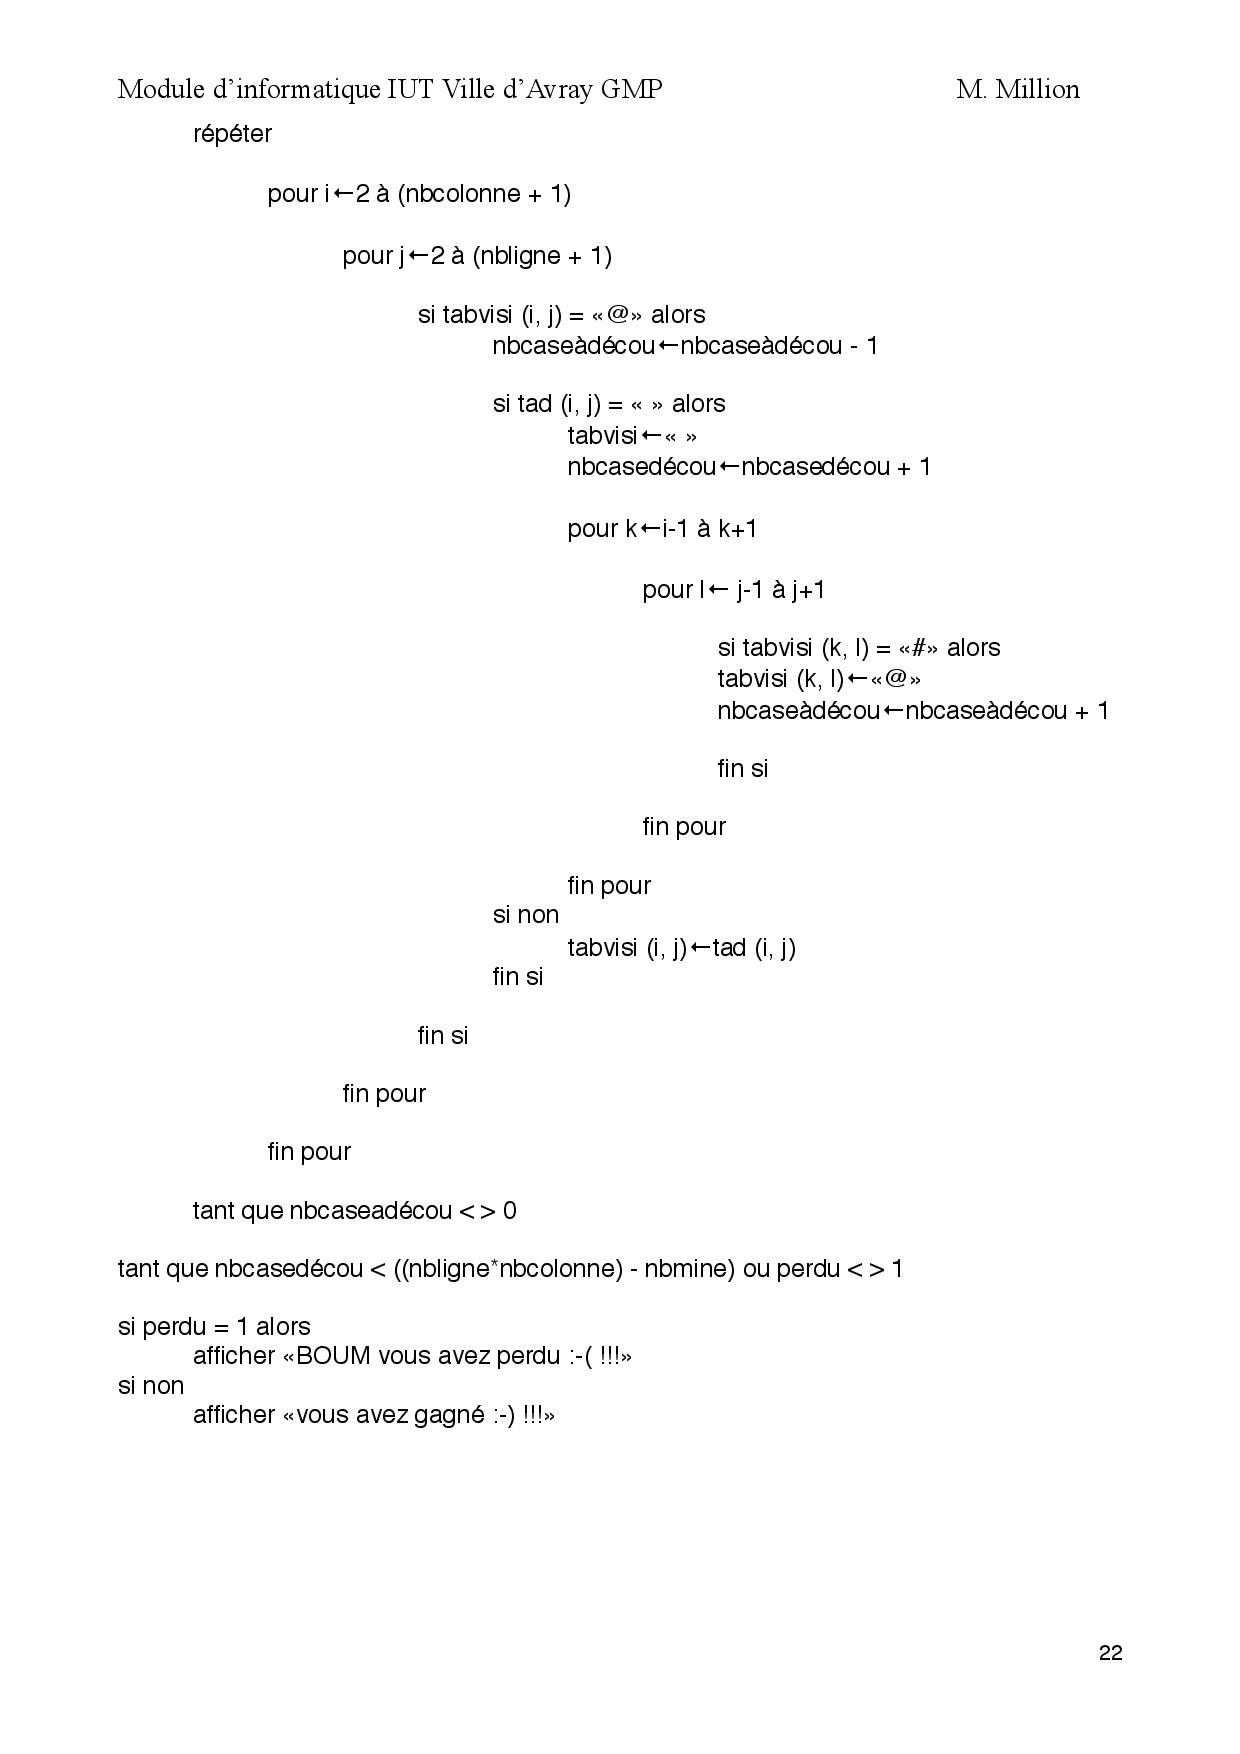 Module d’informatique IUT Ville d’Avray GMP M. Million
répéter
pour i←2 à (nbcolonne + 1)
pour j←2 à (nbligne + 1)
si tabvisi (i, j) = «@» alors
nbcaseàdécou←nbcaseàdécou - 1
si tad (i, j) = « » alors
tabvisi←« »
nbcasedécou←nbcasedécou + 1
pour k←i-1 à k+1
pour l← j-1 à j+1
si tabvisi (k, l) = «#» alors
tabvisi (k, l)←«@»
nbcaseàdécou←nbcaseàdécou + 1
fin si
fin pour
fin pour
si non
tabvisi (i, j)←tad (i, j)
fin si
fin si
fin pour
fin pour
tant que nbcaseadécou < > 0
tant que nbcasedécou < ((nbligne*nbcolonne) - nbmine) ou perdu < > 1
si perdu = 1 alors
afficher «BOUM vous avez perdu :-( !!!»
si non
afficher «vous avez gagné :-) !!!»
22